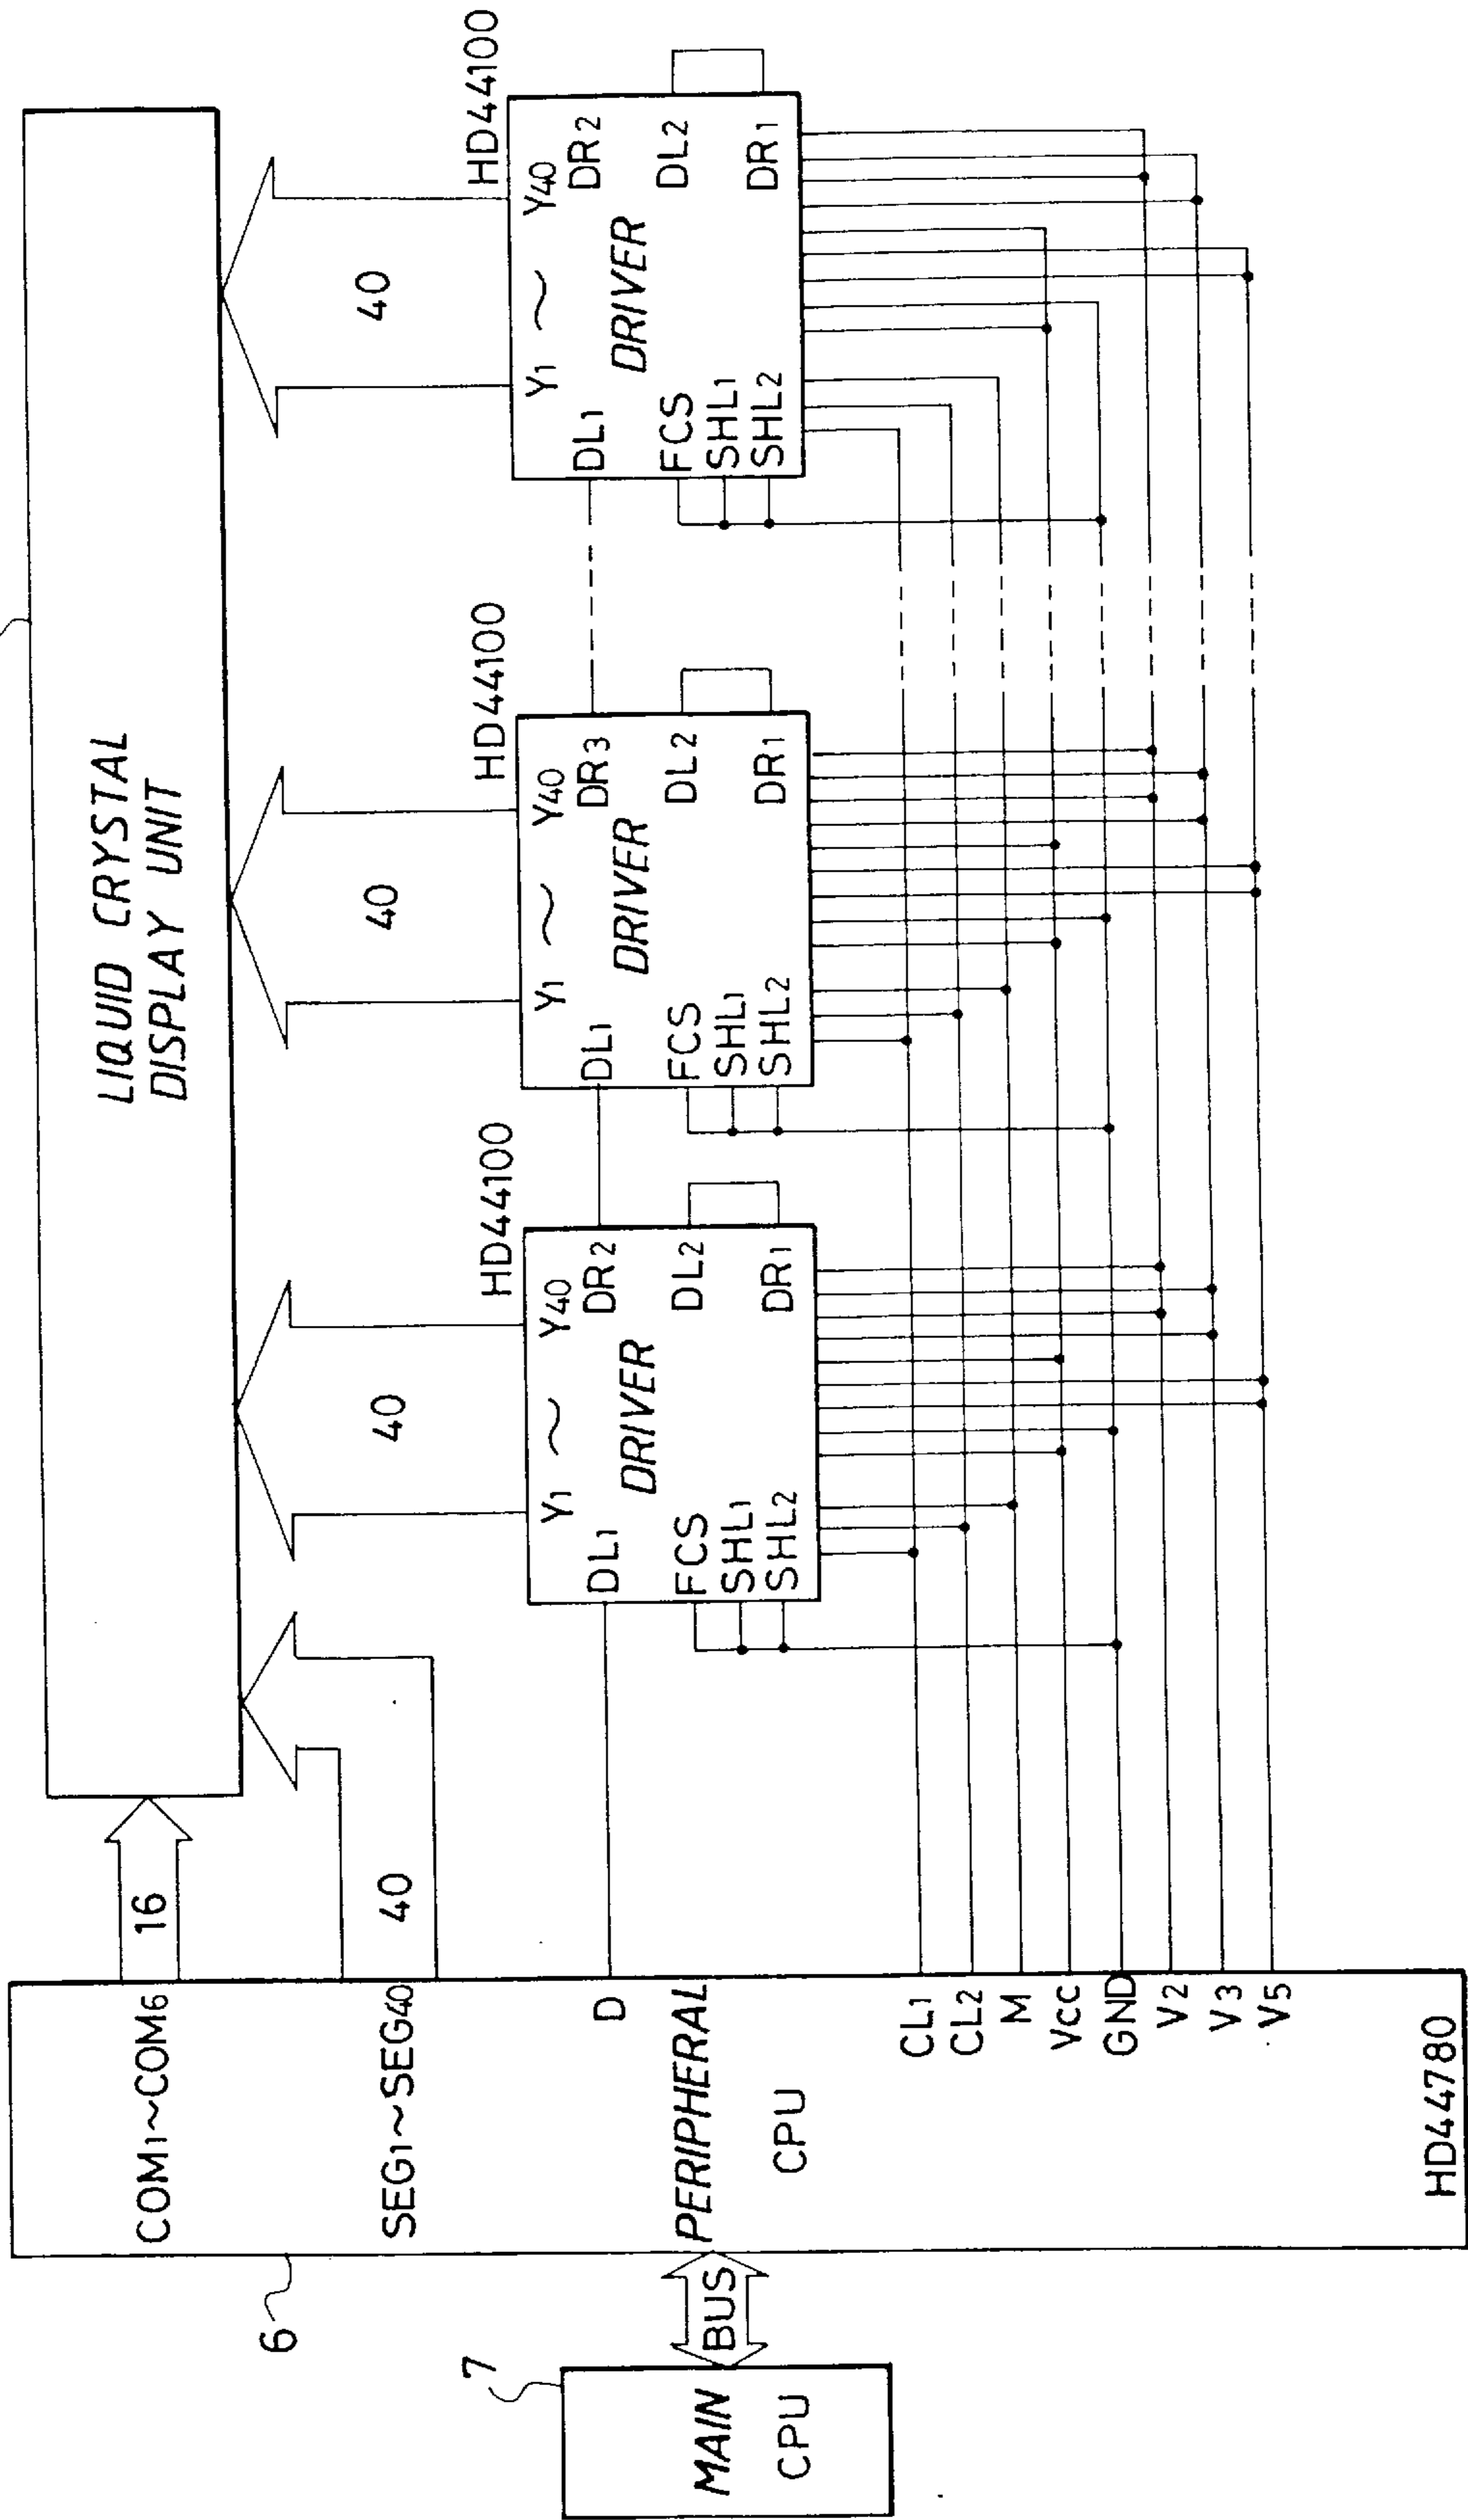 LIQUID CRYSTAL
DISPLAY UNIT
16
40
40
40
40
HD44100
HD44100
HD44100
COM1~COM6
SEG1~SEG40
D
PERIPHERAL
CPU
CL1
CL2
M
VCC
GND
V2
V3
V5
HD44780
6
BUS
7
MAIN
CPU
Y1 ~ Y40
DL1
DR2
DRIVER
FCS
SHL1
SHL2
DL2
DR1
Y1 ~ Y40
DL1
DR3
DRIVER
FCS
SHL1
SHL2
DL2
DR1
Y1 ~ Y40
DL1
DR2
DRIVER
FCS
SHL1
SHL2
DL2
DR1